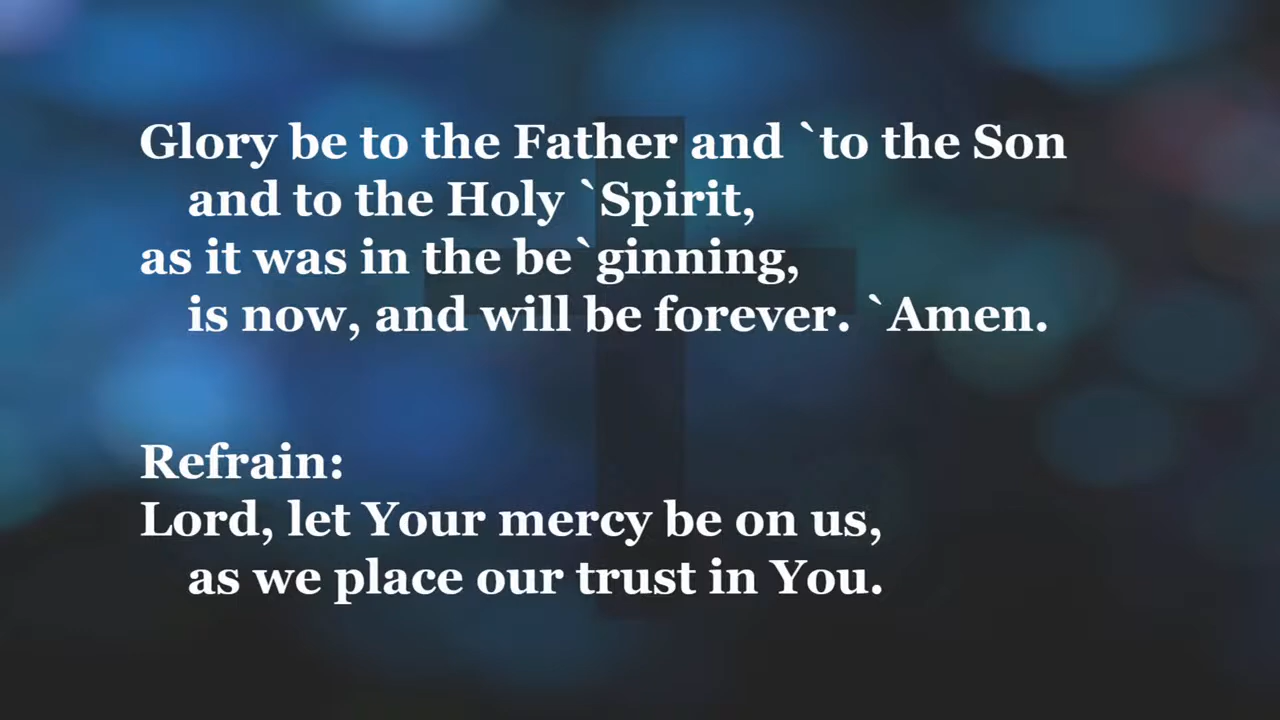 Glory be to the Father and `to the Son
and to the Holy `Spirit,
as it was in the be`ginning,
is now, and will be forever. `Amen.
Refrain:
Lord, let Your mercy be on us,
as we place our trust in You.